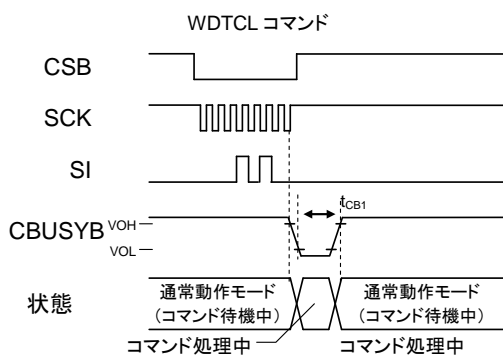 WDTCL コマンド
CSB
SCK
SI
tCB1
CBUSYB
VOH
VOL
状態
通常動作モード
(コマンド待機中)
通常動作モード
(コマンド待機中)
コマンド処理中
コマンド処理中